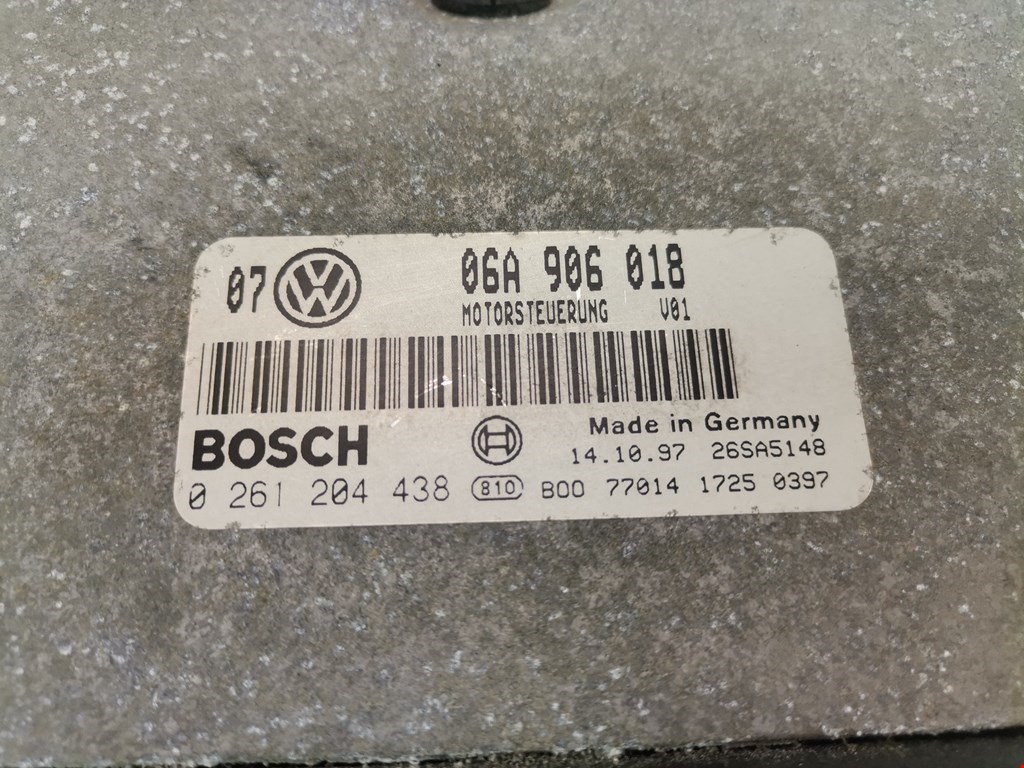 07 06A 906 018
MOTORSTEUERUNG V01
BOSCH
Made in Germany
14.10.97 26SA5148
0 261 204 438 810 B00 77014 1725 0397